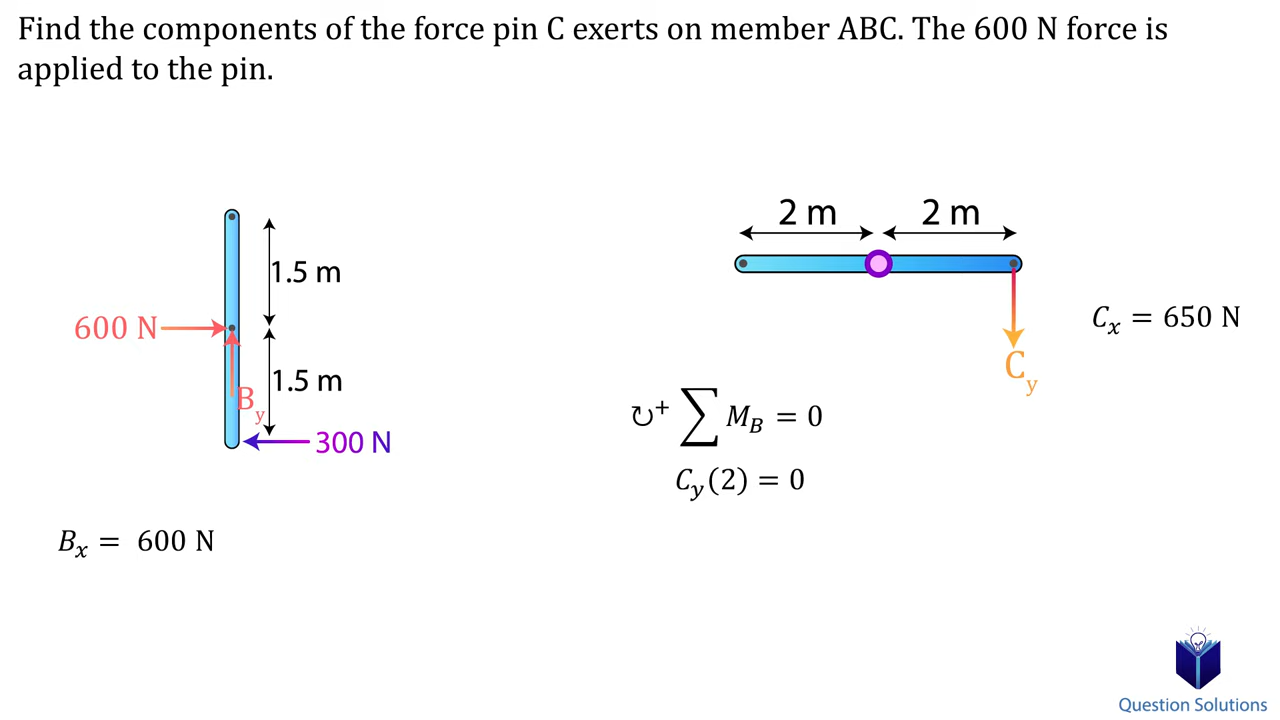 Find the components of the force pin C exerts on member ABC. The 600 N force is
applied to the pin.
2 m
2 m
1.5 m
600 N
1.5 m
B_y
300 N
C_y
C_x = 650 N
↻⁺ ∑ M_B = 0
C_y(2) = 0
B_x = 600 N
Question Solutions